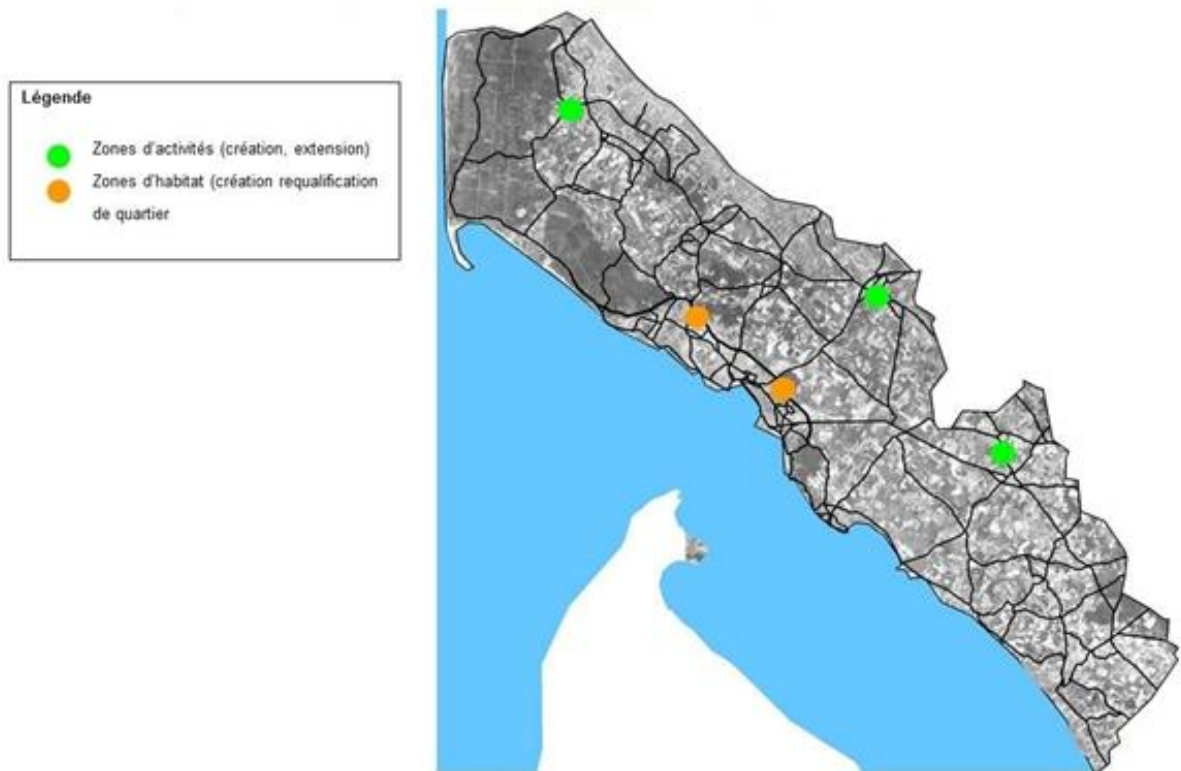 Légende
Zones d'activités (création, extension)
Zones d'habitat (création requalification
de quartier